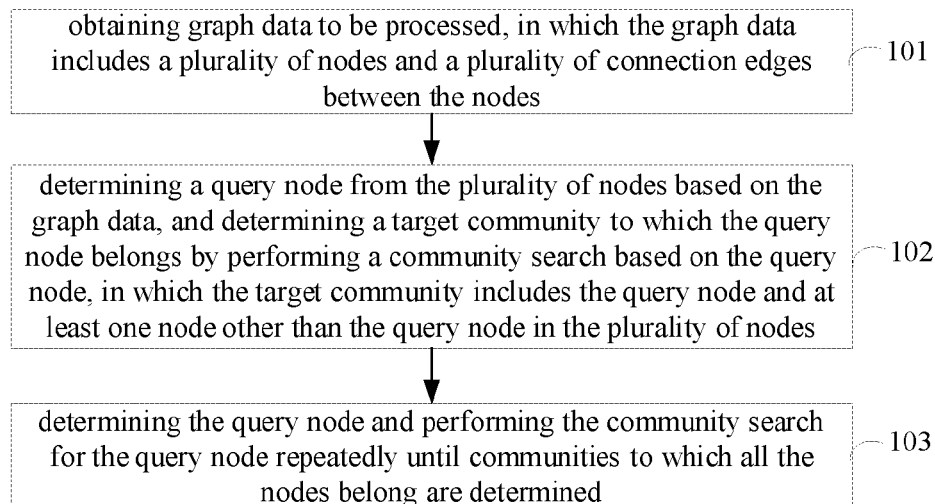 obtaining graph data to be processed, in which the graph data
includes a plurality of nodes and a plurality of connection edges
between the nodes
101
determining a query node from the plurality of nodes based on the
graph data, and determining a target community to which the query
node belongs by performing a community search based on the query
node, in which the target community includes the query node and at
least one node other than the query node in the plurality of nodes
102
determining the query node and performing the community search
for the query node repeatedly until communities to which all the
nodes belong are determined
103